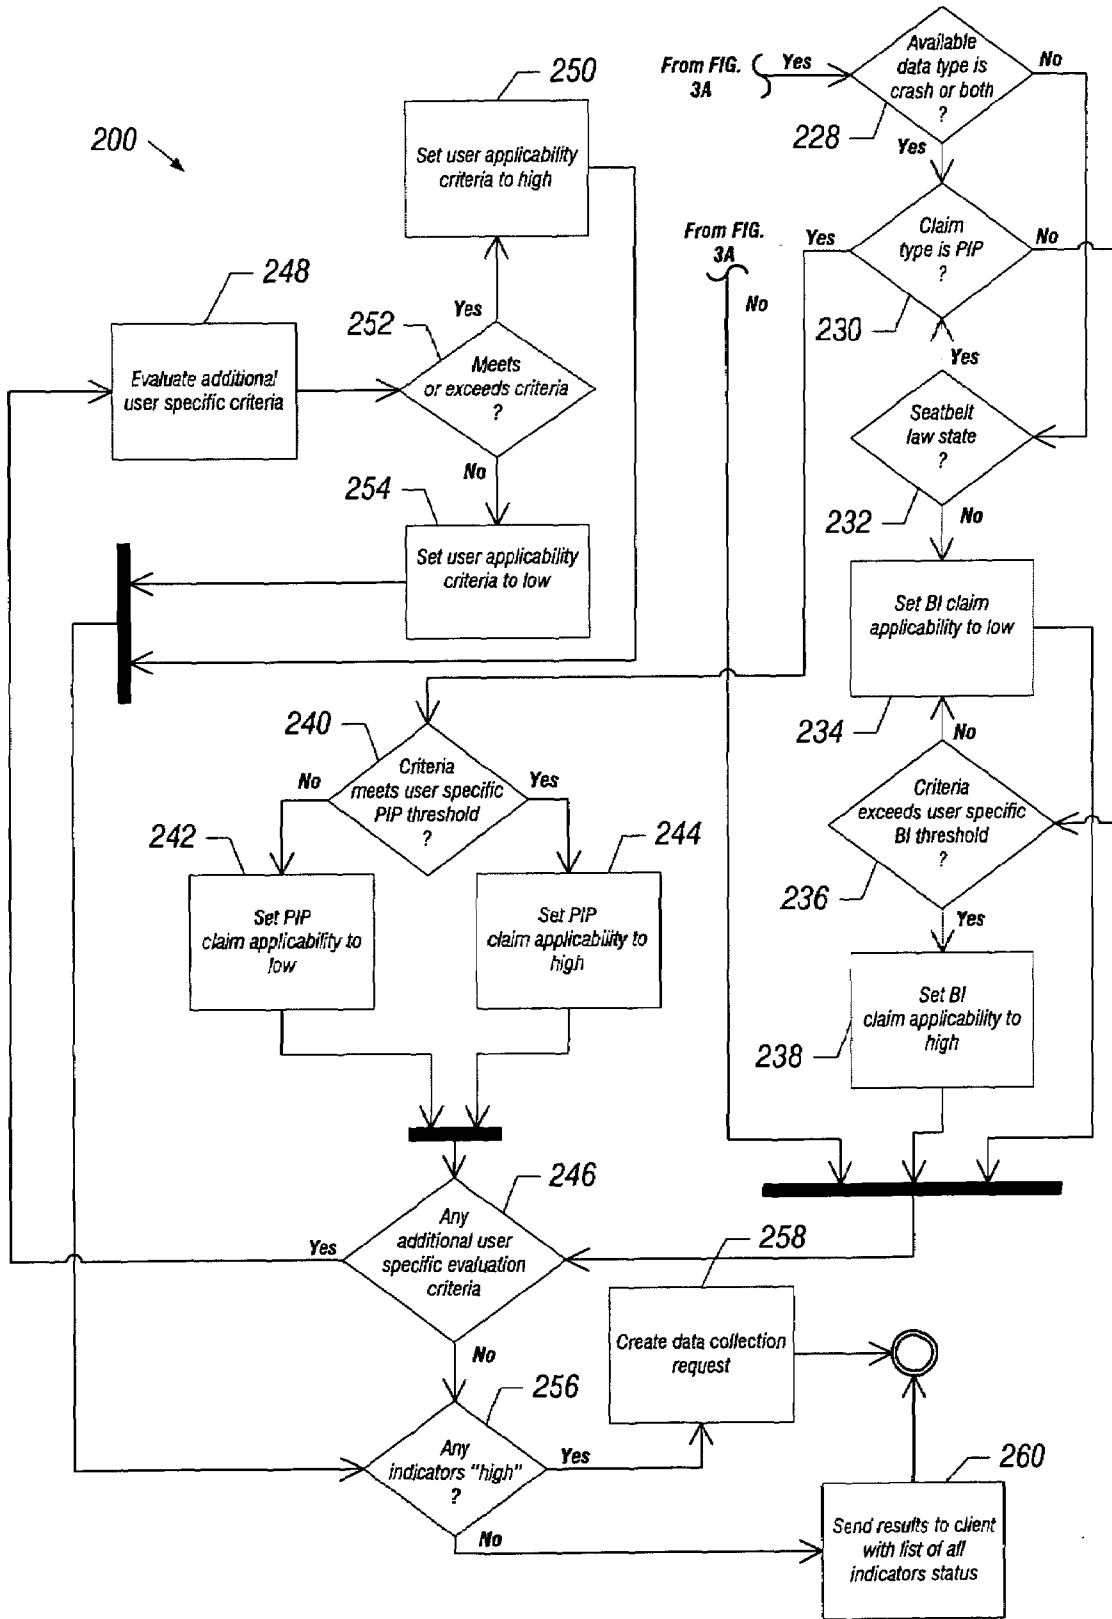 200
From FIG.
3A
Yes
Available
data type is
crash or both
?
No
228
Yes
250
Set user applicability
criteria to high
From FIG.
3A
No
Yes
Claim
type is PIP
?
No
230
Yes
248
Evaluate additional
user specific criteria
252
Yes
Meets
or exceeds criteria
?
No
Seatbelt
law state
?
232
No
254
Set user applicability
criteria to low
Set BI claim
applicability to low
234
No
240
No
Criteria
meets user specific
PIP threshold
?
Yes
Criteria
exceeds user specific
BI threshold
?
236
Yes
242
Set PIP
claim applicability to
low
244
Set PIP
claim applicability to
high
Set BI
claim applicability to
high
238
246
Yes
Any
additional user
specific evaluation
criteria
No
258
Create data collection
request
256
Any
indicators "high"
?
Yes
No
260
Send results to client
with list of all
indicators status